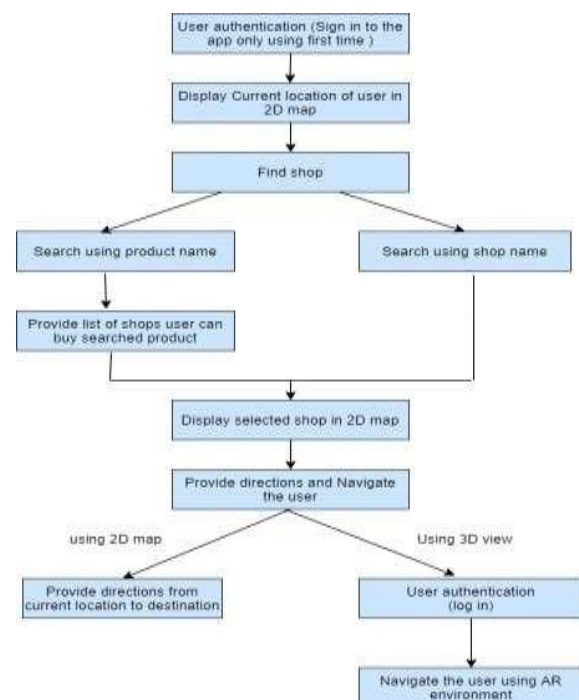 User authentication (Sign in to the
app only using first time )
Display Current location of user in
2D map
Find shop
Search using product name
Search using shop name
Provide list of shops user can
buy searched product
Display selected shop in 2D map
Provide directions and Navigate
the user
using 2D map
Using 3D view
Provide directions from
current location to destination
User authentication
(log in)
Navigate the user using AR
environment